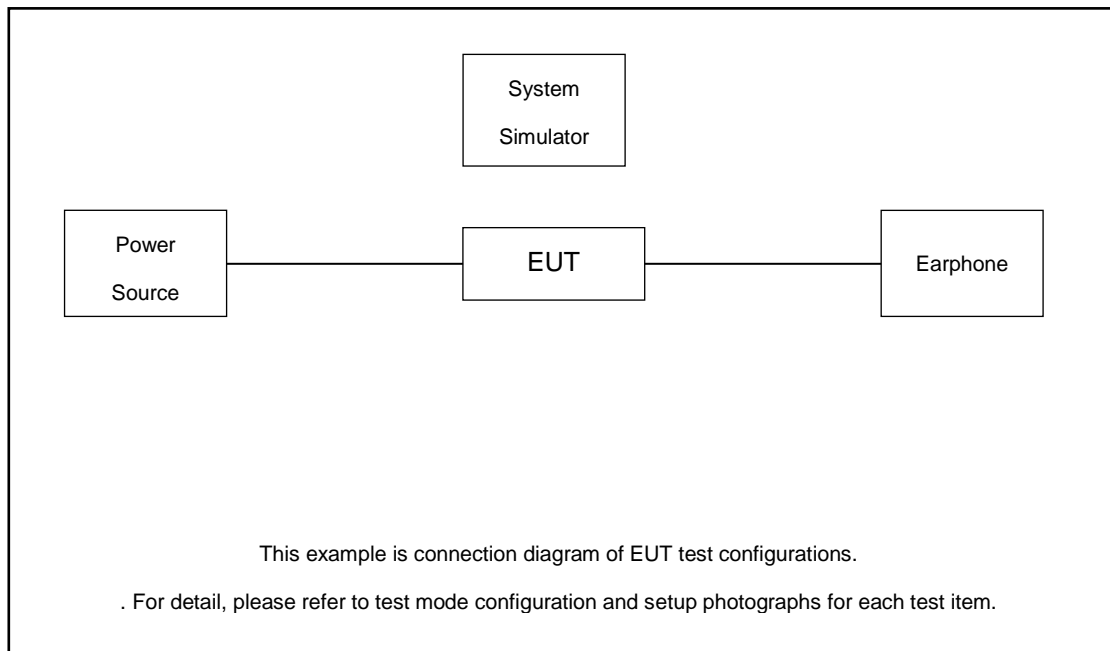 System
Simulator
Power
Source
EUT
Earphone
This example is connection diagram of EUT test configurations.
. For detail, please refer to test mode configuration and setup photographs for each test item.